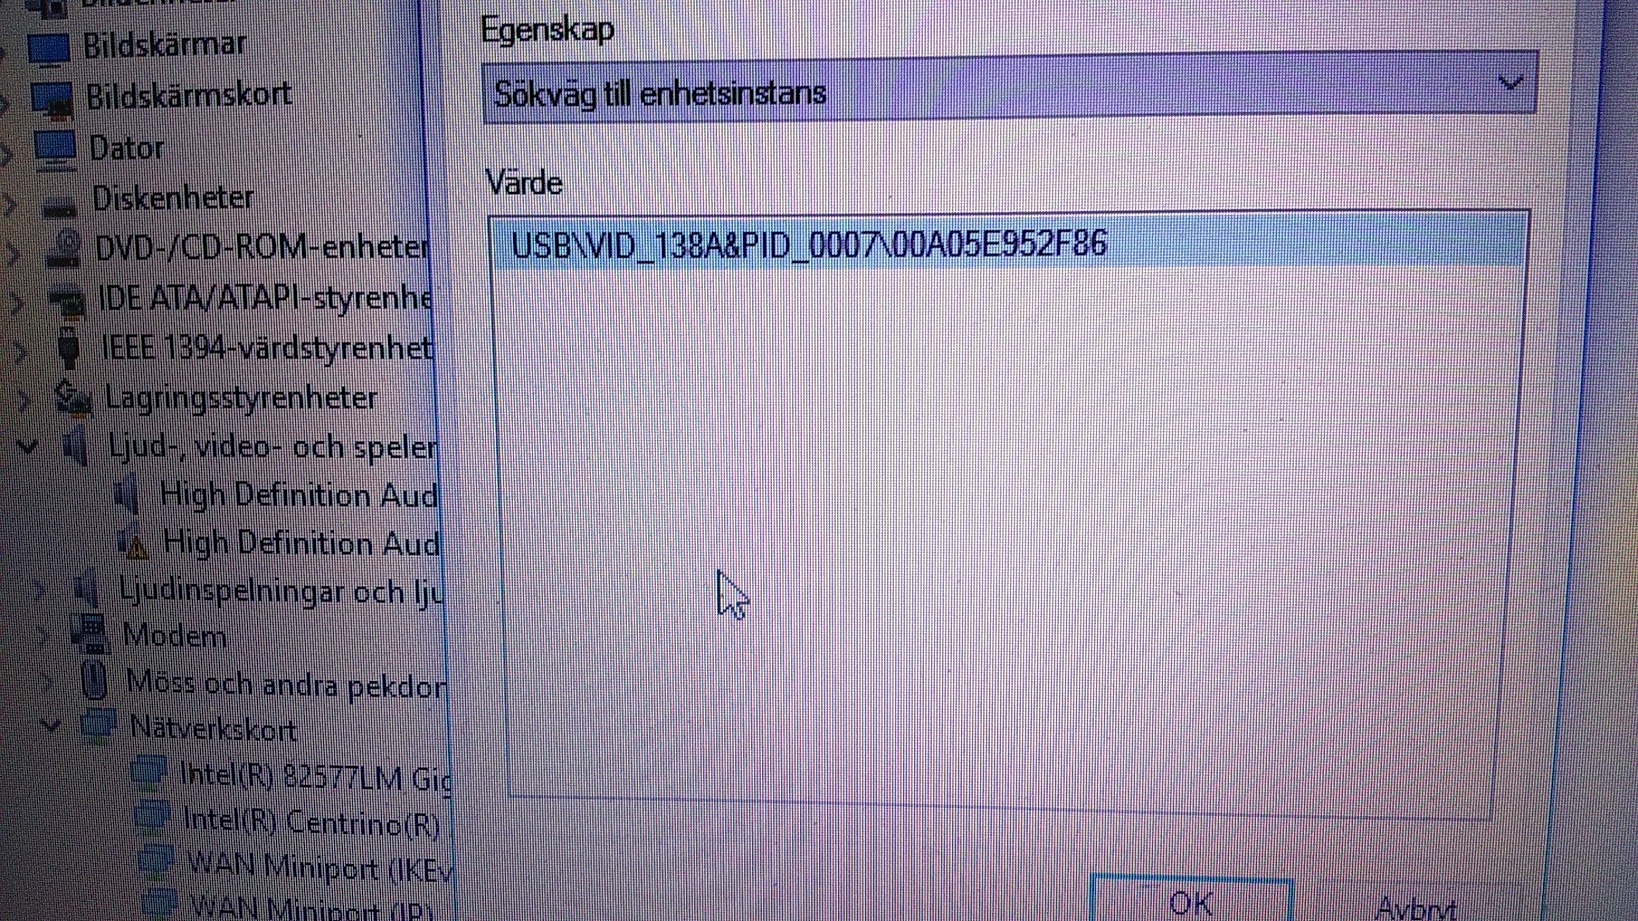 Bildskärmar
Bildskärmskort
Dator
Diskenheter
DVD-/CD-ROM-enheter
IDE ATA/ATAPI-styrenhe
IEEE 1394-värdstyrenhet
Lagringsstyrenheter
Ljud-, video- och speler
High Definition Aud
High Definition Aud
Ljudinspelningar och lju
Modem
Möss och andra pekdon
Nätverkskort
Intel(R) 82577LM Gig
Intel(R) Centrino(R)
WAN Miniport (IKEv
WAN Miniport (IP)
Egenskap
Sökväg till enhetsinstans
Värde
USB\VID_138A&PID_0007\00A05E952F86
OK
Avbryt